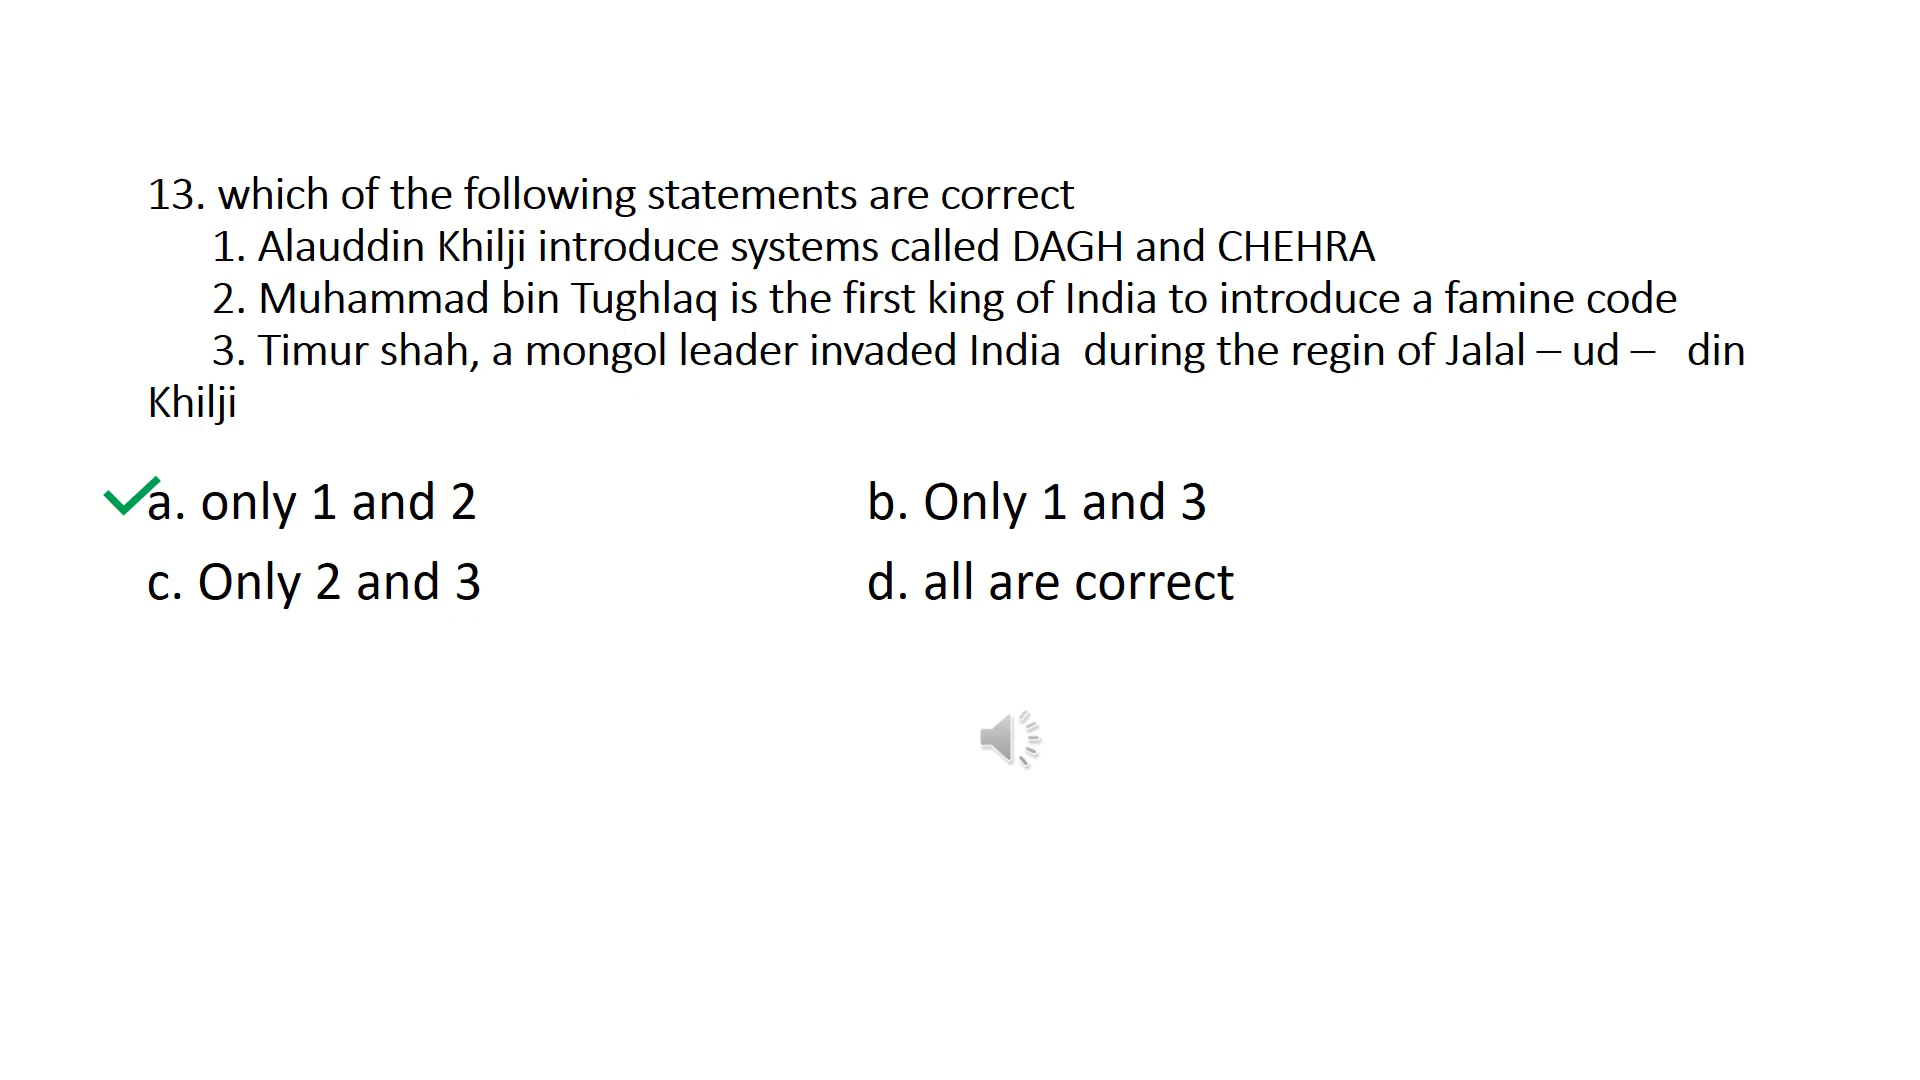 13. which of the following statements are correct
1. Alauddin Khilji introduce systems called DAGH and CHEHRA
2. Muhammad bin Tughlaq is the first king of India to introduce a famine code
3. Timur shah, a mongol leader invaded India during the regin of Jalal – ud – din
Khilji
a. only 1 and 2
b. Only 1 and 3
c. Only 2 and 3
d. all are correct